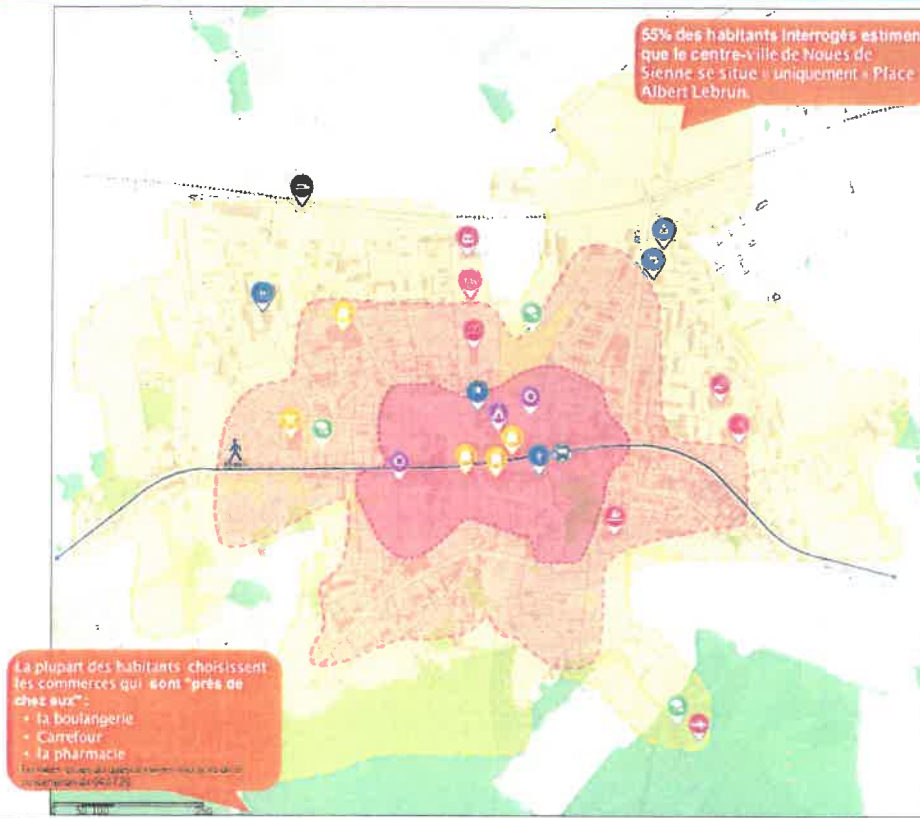 55% des habitants interrogés estimen
que le centre-ville de Noues de
Sienne se situe « uniquement » Place
Albert Lebrun.
La plupart des habitants choisissent
les commerces qui sont "près de
chez eux" :
• la boulangerie
• Carrefour
• la pharmacie